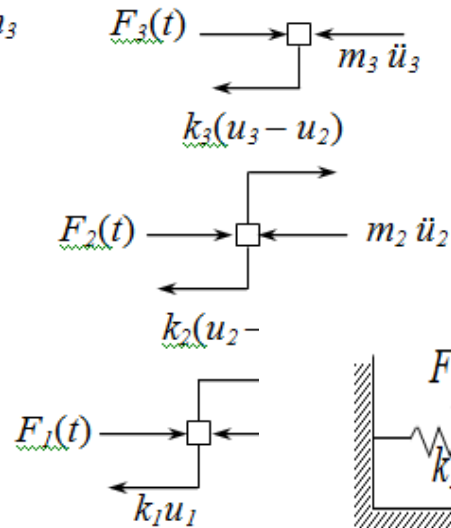 F₃(t)
m₃ ü₃
k₃(u₃ – u₂)
F₂(t)
m₂ ü₂
k₂(u₂ –
F₁(t)
F
k₁u₁